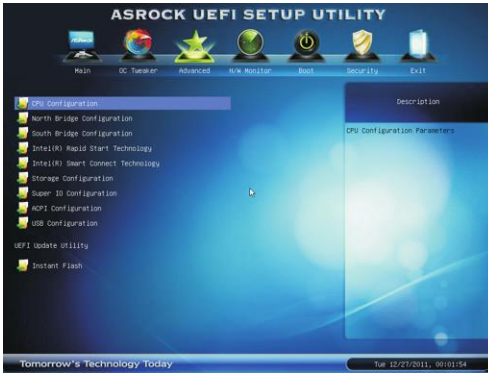 ASROCK UEFI SETUP UTILITY
Main OC Tweaker Advanced H/W Monitor Boot Security Exit
CPU Configuration
North Bridge Configuration
South Bridge Configuration
Intel(R) Rapid Start Technology
Intel(R) Smart Connect Technology
Storage Configuration
Super IO Configuration
ACPI Configuration
USB Configuration
UEFI Update Utility
Instant Flash
Description
CPU Configuration Parameters
Tomorrow's Technology Today
Tue 12/27/2011, 00:01:54